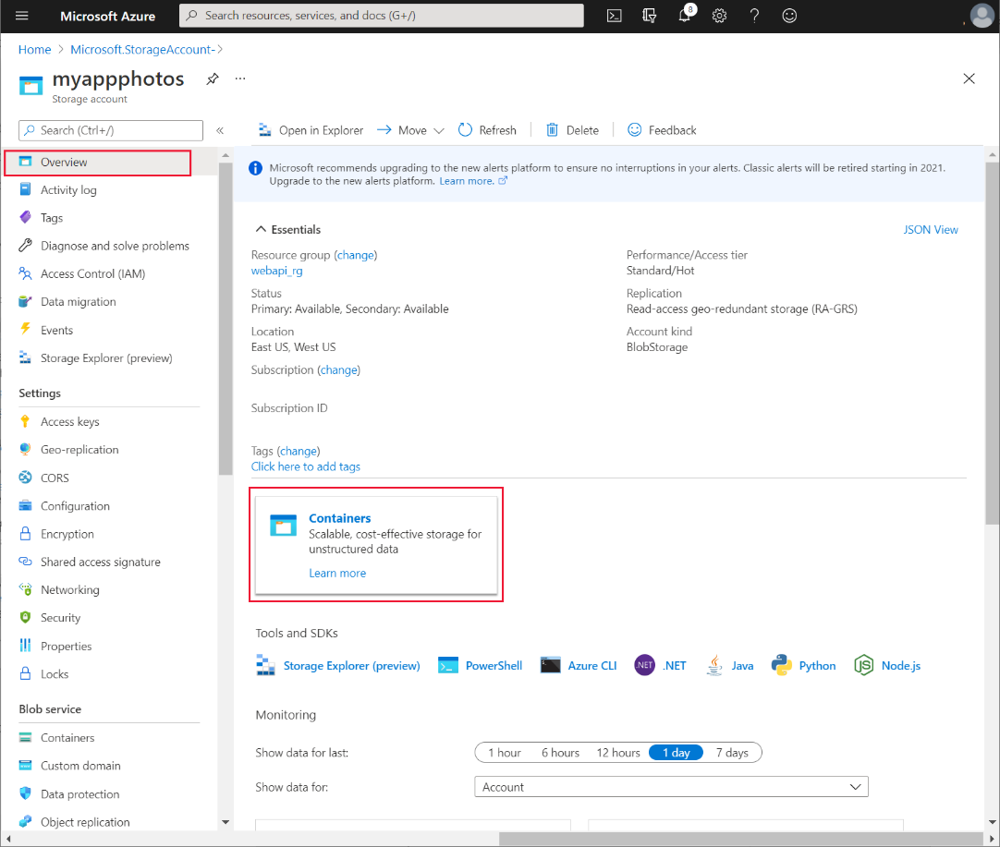 Microsoft Azure
Search resources, services, and docs (G+/)
8
Home > Microsoft.StorageAccount- >
myappphotos
...
Storage account
Search (Ctrl+/)
«
Open in Explorer
Move
Refresh
Delete
Feedback
Overview
Activity log
Tags
Diagnose and solve problems
Access Control (IAM)
Data migration
Events
Storage Explorer (preview)
Settings
Access keys
Geo-replication
CORS
Configuration
Encryption
Shared access signature
Networking
Security
Properties
Locks
Blob service
Containers
Custom domain
Data protection
Object replication
Microsoft recommends upgrading to the new alerts platform to ensure no interruptions in your alerts. Classic alerts will be retired starting in 2021.
Upgrade to the new alerts platform. Learn more.
Essentials
JSON View
Resource group (change)
webapi_rg
Status
Primary: Available, Secondary: Available
Location
East US, West US
Subscription (change)
Subscription ID
Performance/Access tier
Standard/Hot
Replication
Read-access geo-redundant storage (RA-GRS)
Account kind
BlobStorage
Tags (change)
Click here to add tags
Containers
Scalable, cost-effective storage for
unstructured data
Learn more
Tools and SDKs
Storage Explorer (preview)
PowerShell
Azure CLI
NET
.NET
Java
Python
JS
Node.js
Monitoring
Show data for last:
1 hour
6 hours
12 hours
1 day
7 days
Show data for:
Account